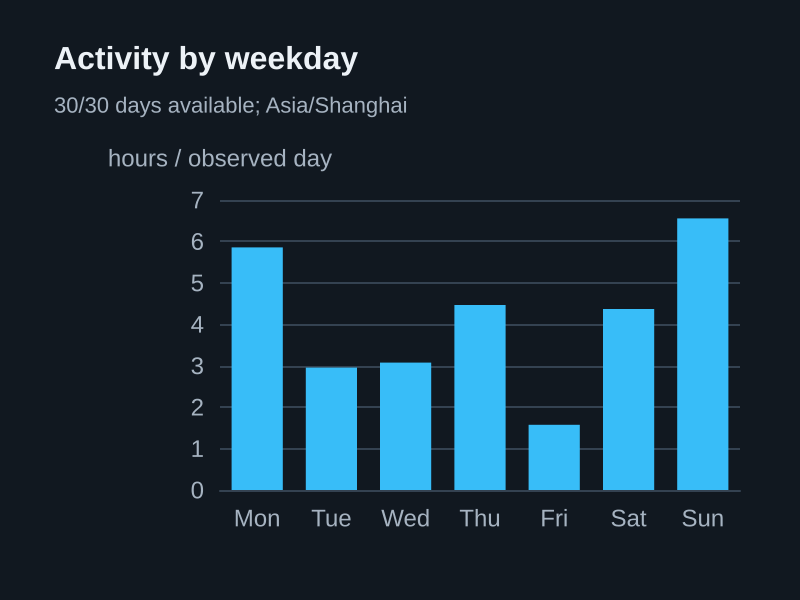 Activity by weekday
30/30 days available; Asia/Shanghai
hours / observed day
7
6
5
4
3
2
1
0
Mon Tue Wed Thu Fri Sat Sun